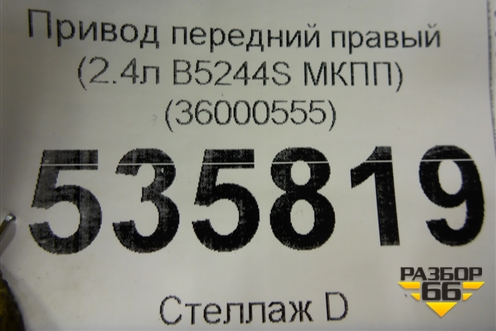 Привод передний правый
(2.4л B5244S МКПП)
(36000555)
535819
Стеллаж D
РАЗБОР
66